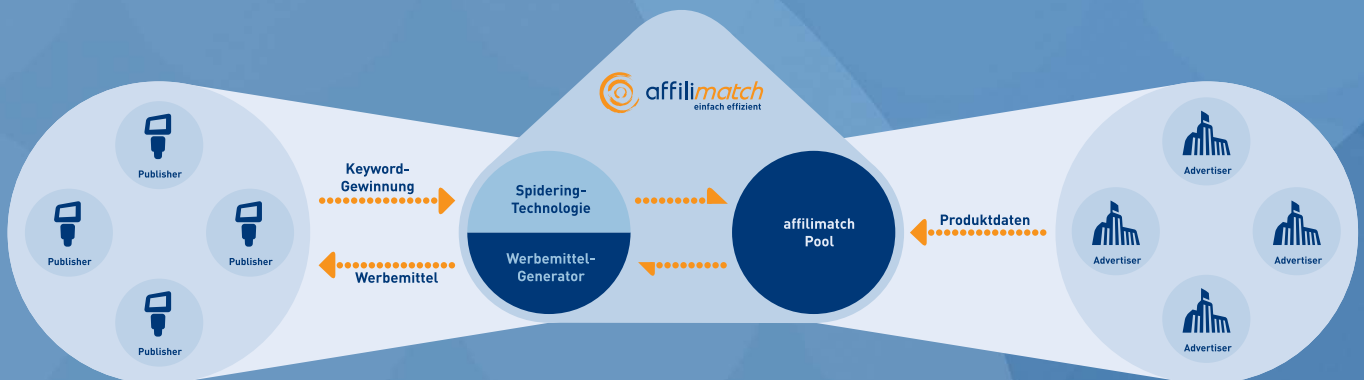 affilimatch
einfach effizient
Publisher
Publisher
Publisher
Publisher
Keyword-
Gewinnung
Werbemittel
Spidering-
Technologie
Werbemittel-
Generator
affilimatch
Pool
Produktdaten
Advertiser
Advertiser
Advertiser
Advertiser